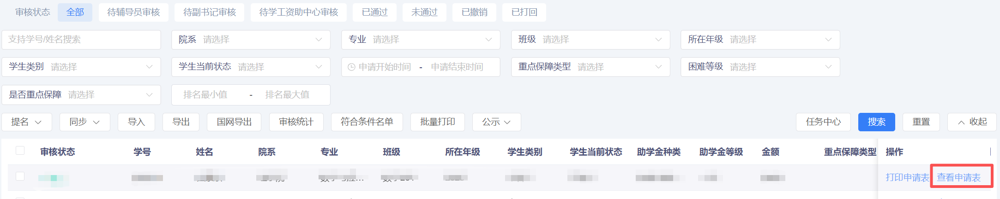 审核状态 全部 待辅导员审核 待副书记审核 待学工资助中心审核 已通过 未通过 已撤销 已打回
支持学号/姓名搜索 院系 请选择 专业 请选择 班级 请选择 所在年级 请选择
学生类别 请选择 学生当前状态 请选择 申请开始时间 - 申请结束时间 重点保障类型 请选择 困难等级 请选择
是否重点保障 请选择 排名最小值 - 排名最大值
提名 同步 导入 导出 国网导出 审核统计 符合条件名单 批量打印 公示 任务中心 搜索 重置 收起
审核状态 学号 姓名 院系 专业 班级 所在年级 学生类别 学生当前状态 助学金种类 助学金等级 金额 重点保障类型 操作
打印申请表 查看申请表